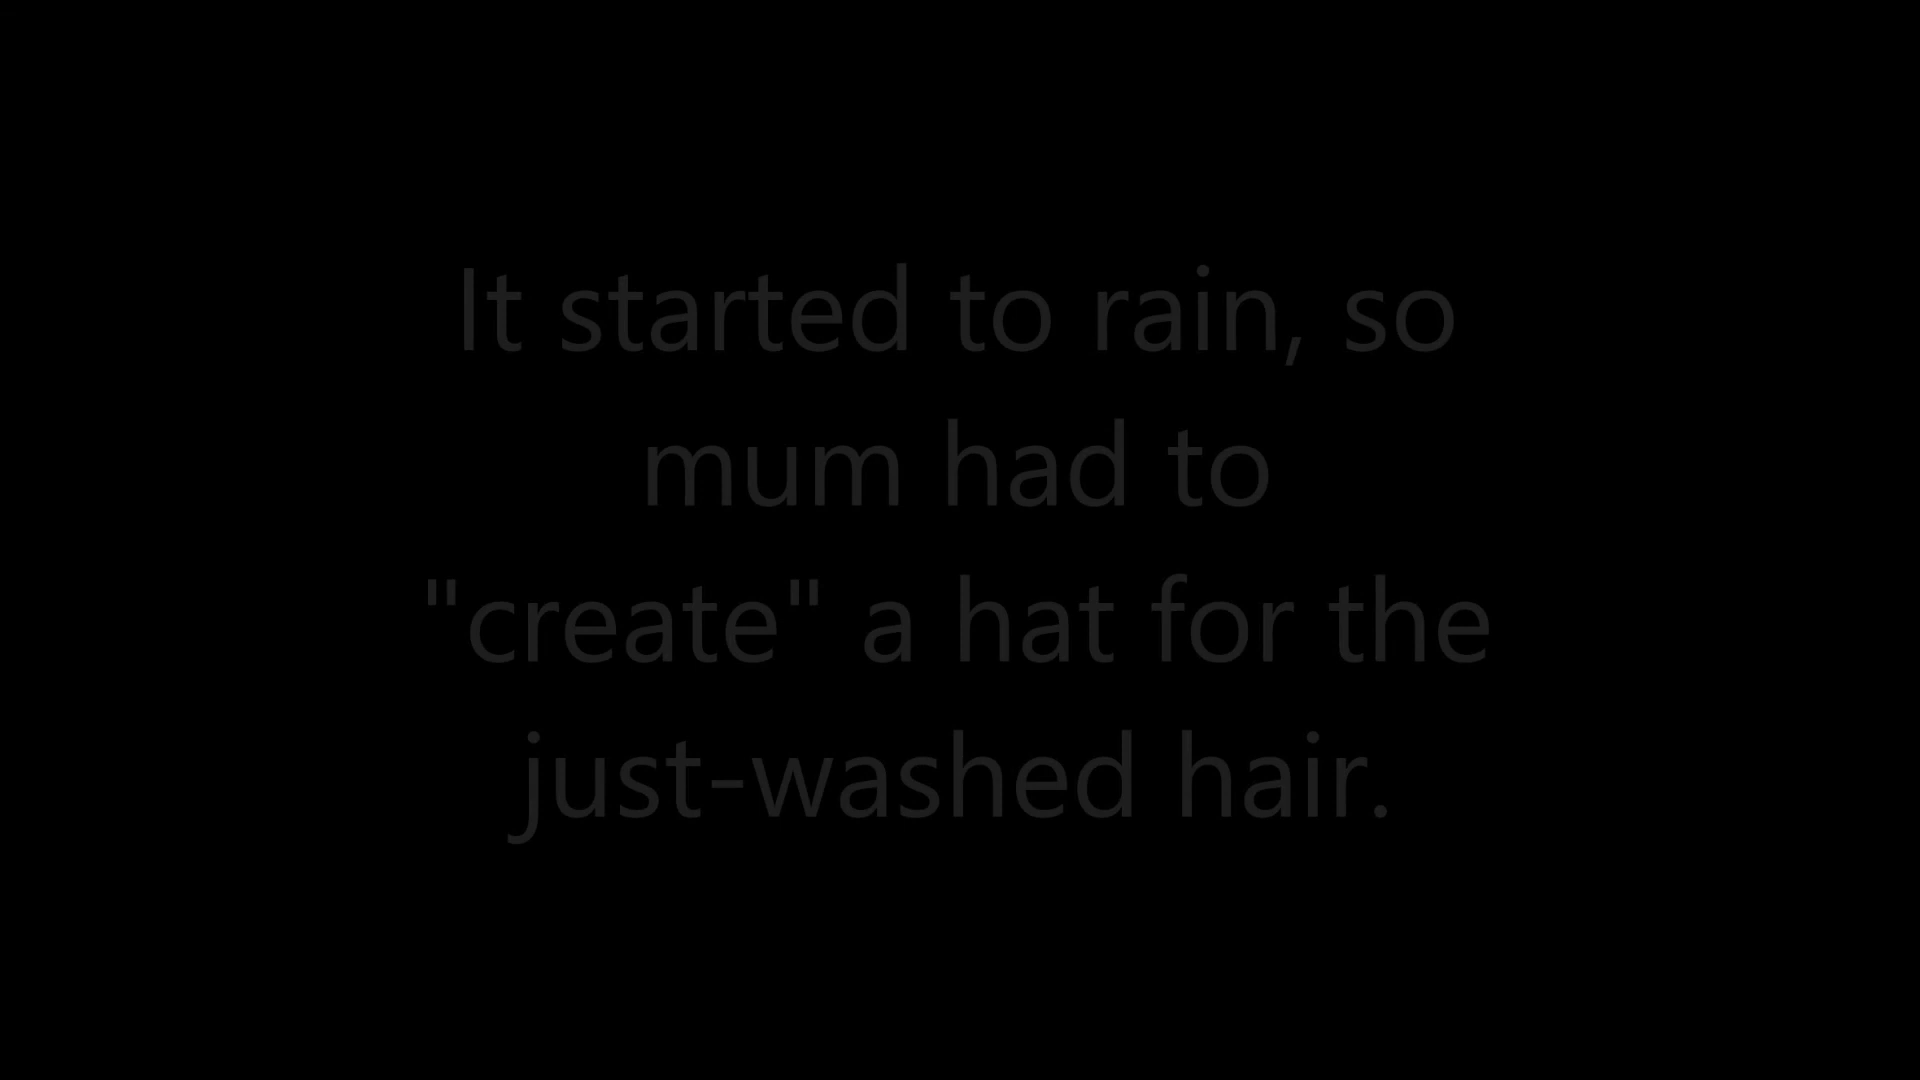 It started to rain, so
mum had to
"create" a hat for the
just-washed hair.